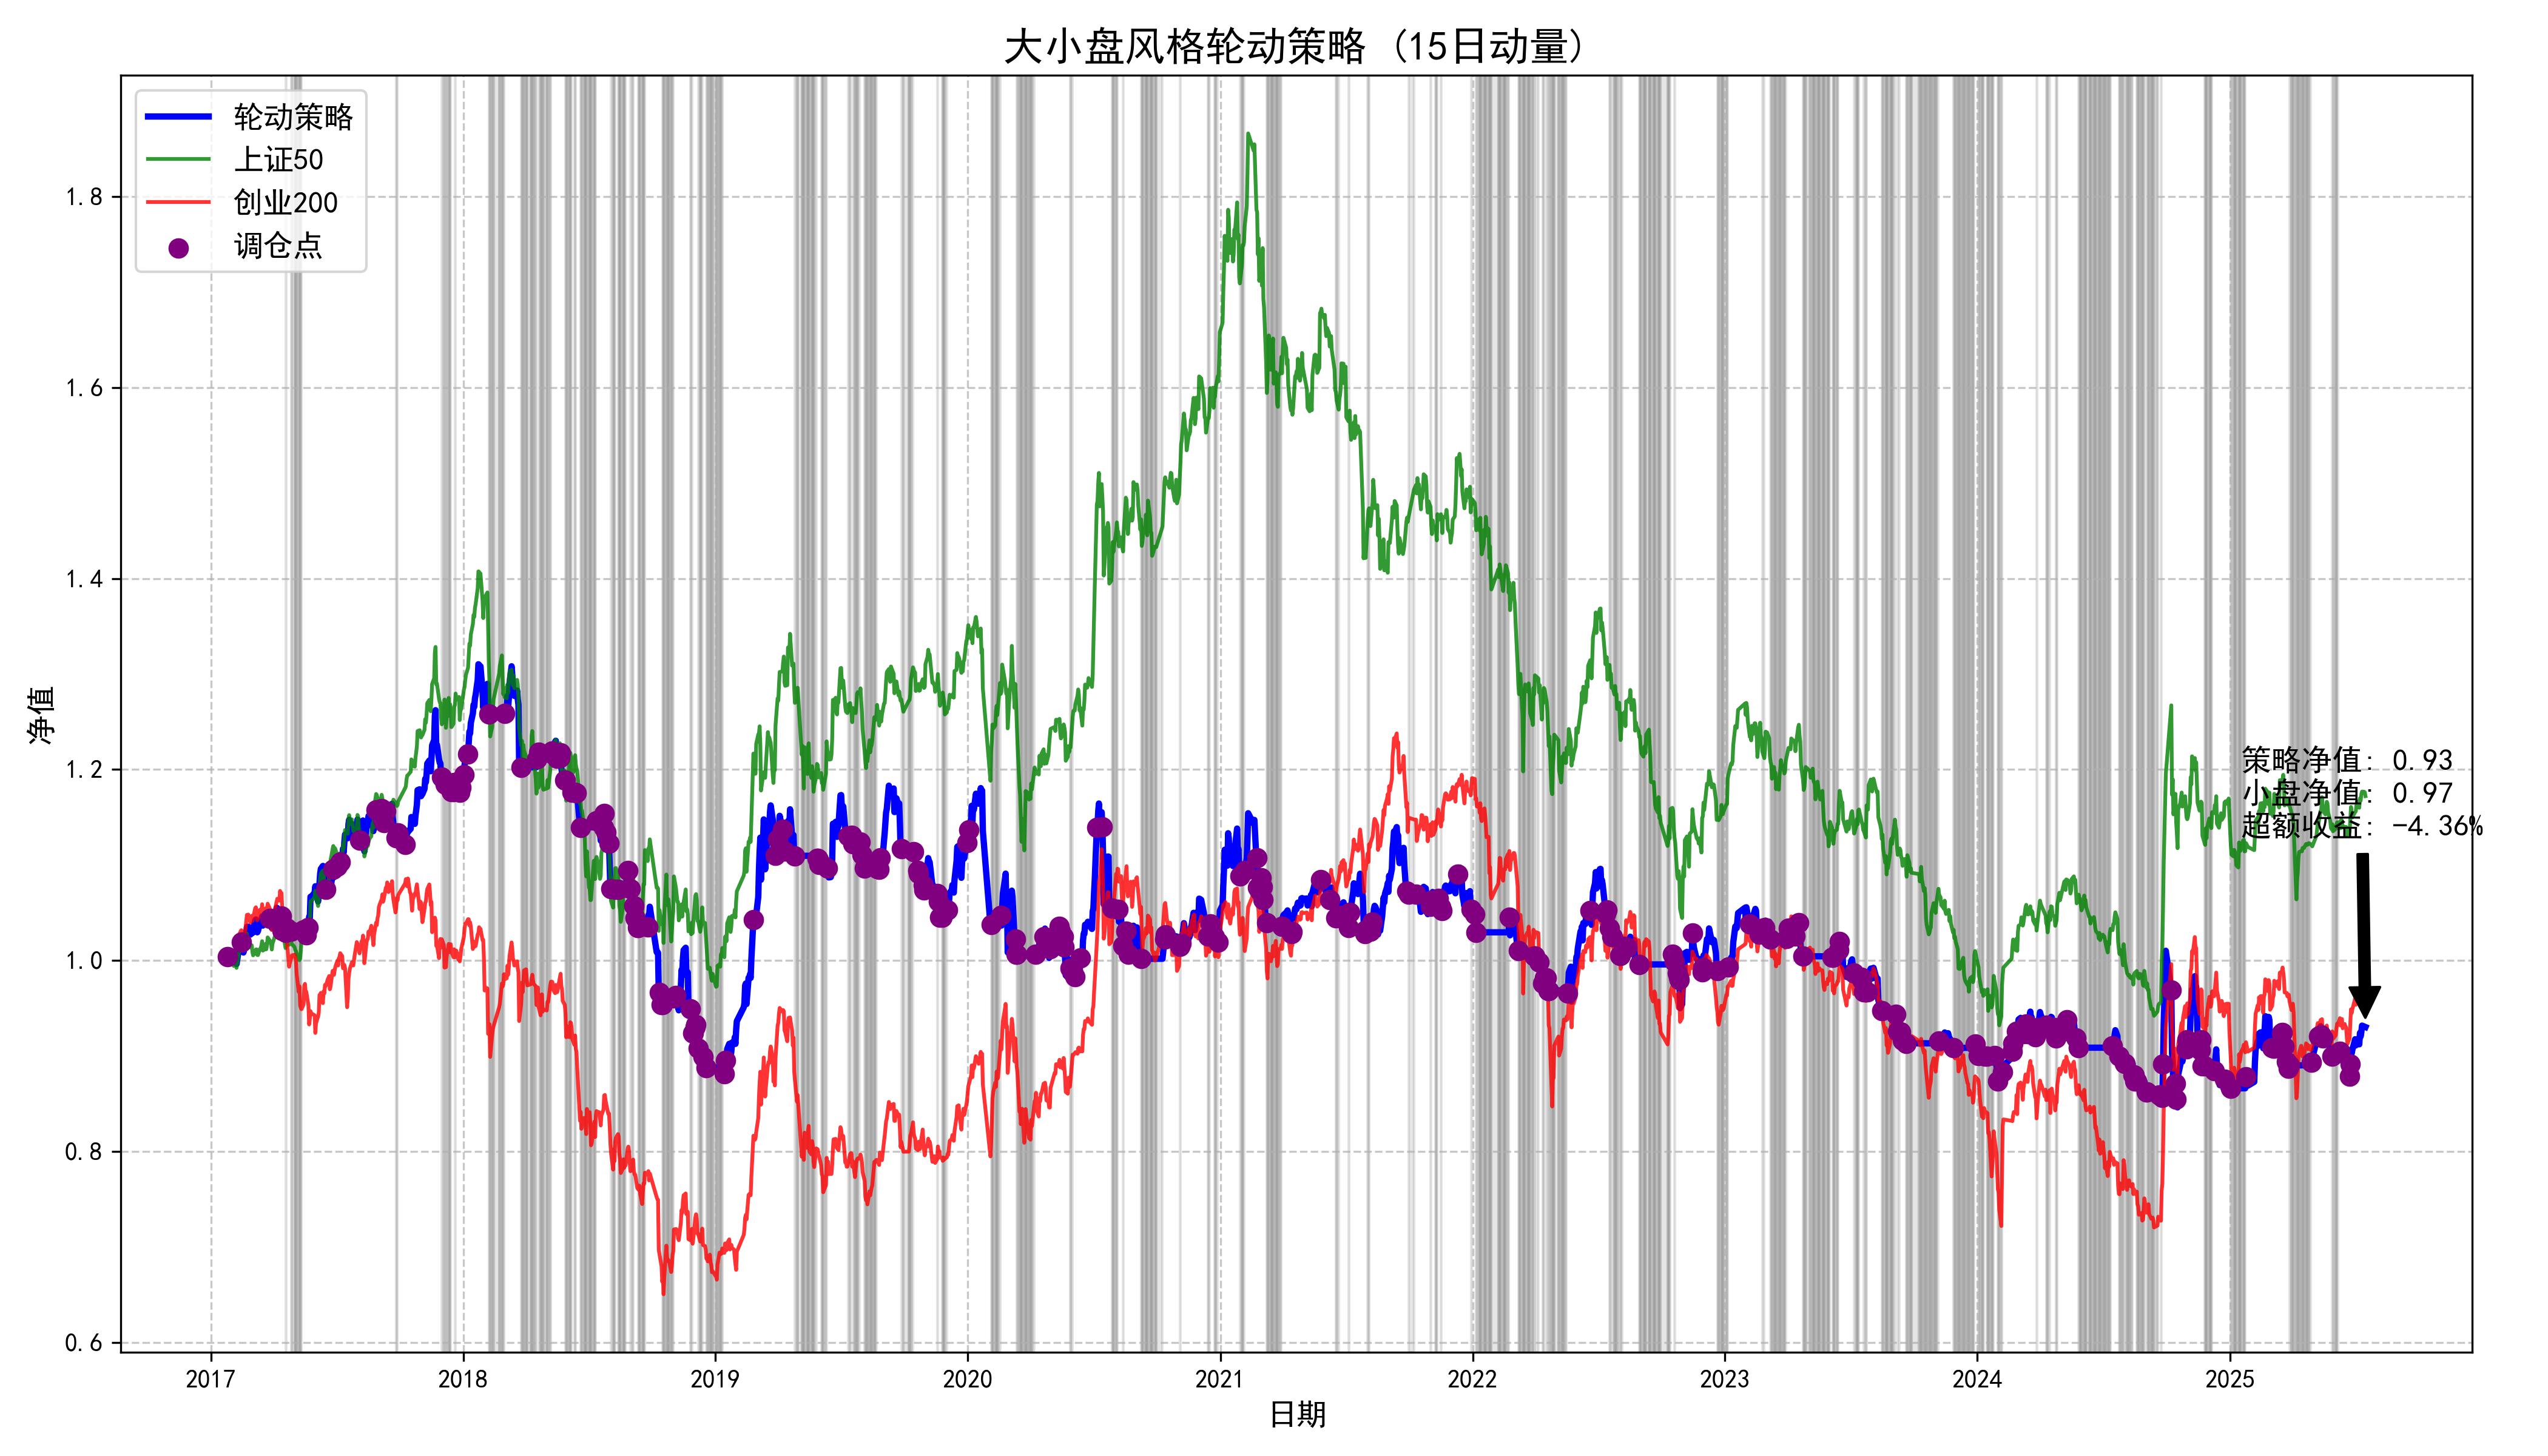 大小盘风格轮动策略 (15日动量)
轮动策略
上证50
创业200
调仓点
1.8
1.6
1.4
1.2
1.0
0.8
0.6
净值
策略净值: 0.93
小盘净值: 0.97
超额收益: -4.36%
2017
2018
2019
2020
2021
2022
2023
2024
2025
日期